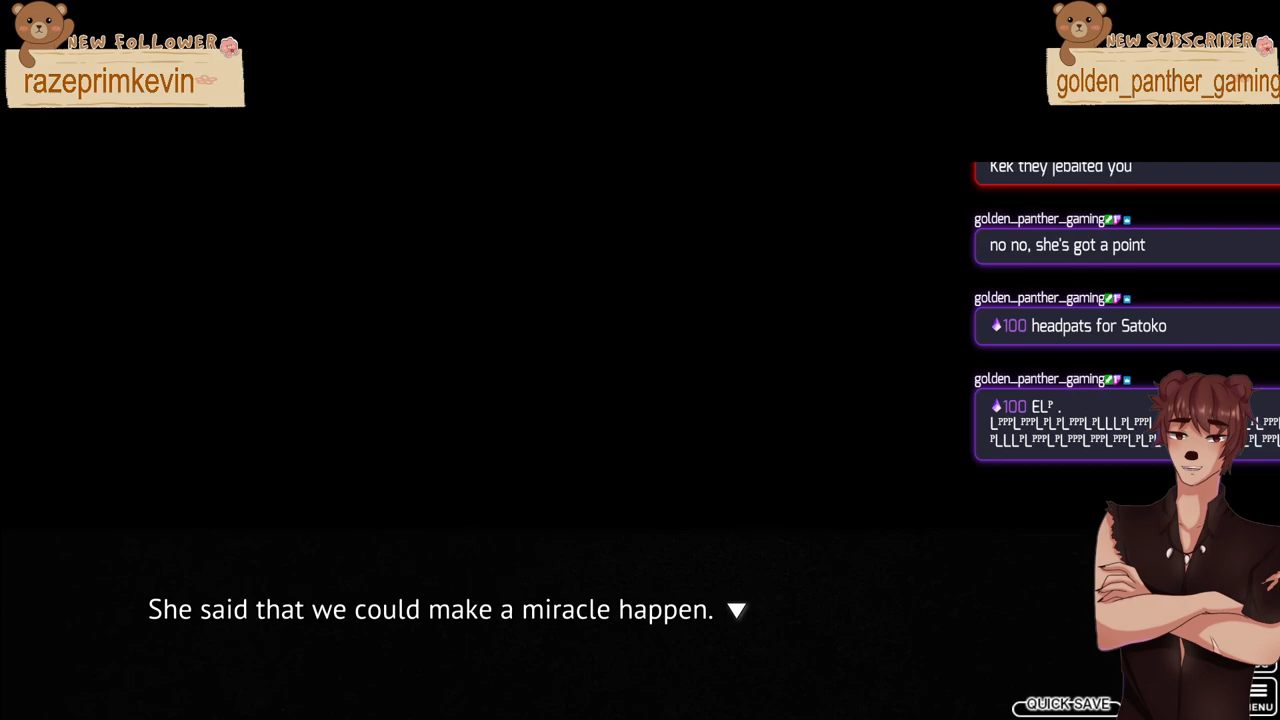 NEW FOLLOWER
razeprimkevin
NEW SUBSCRIBER
golden_panther_gaming
Kek they jebaited you
golden_panther_gaming
no no, she's got a point
golden_panther_gaming
100 headpats for Satoko
golden_panther_gaming
100 ELᴾ .
She said that we could make a miracle happen.
QUICK SAVE
MENU